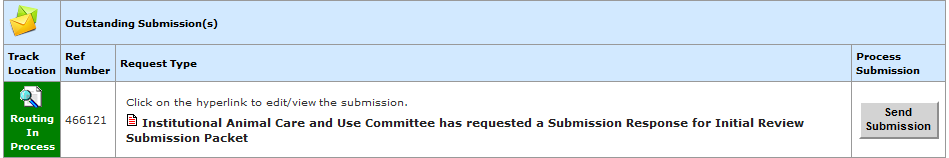 Outstanding Submission(s)
Track Location
Ref Number
Request Type
Process Submission
Routing In Process
466121
Click on the hyperlink to edit/view the submission.
Institutional Animal Care and Use Committee has requested a Submission Response for Initial Review
Submission Packet
Send Submission